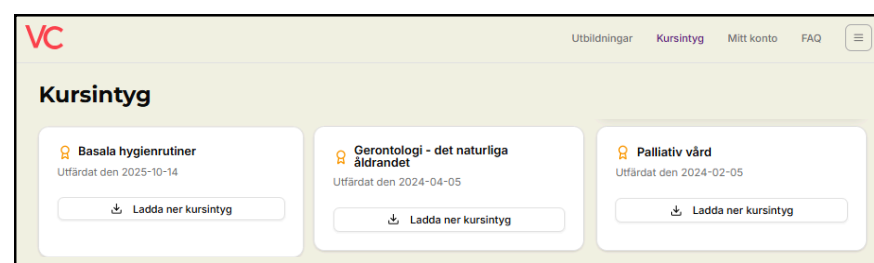 VC
Utbildningar Kursintyg Mitt konto FAQ
Kursintyg
Basala hygienrutiner
Utfärdat den 2025-10-14
Ladda ner kursintyg
Gerontologi - det naturliga
åldrandet
Utfärdat den 2024-04-05
Ladda ner kursintyg
Palliativ vård
Utfärdat den 2024-02-05
Ladda ner kursintyg